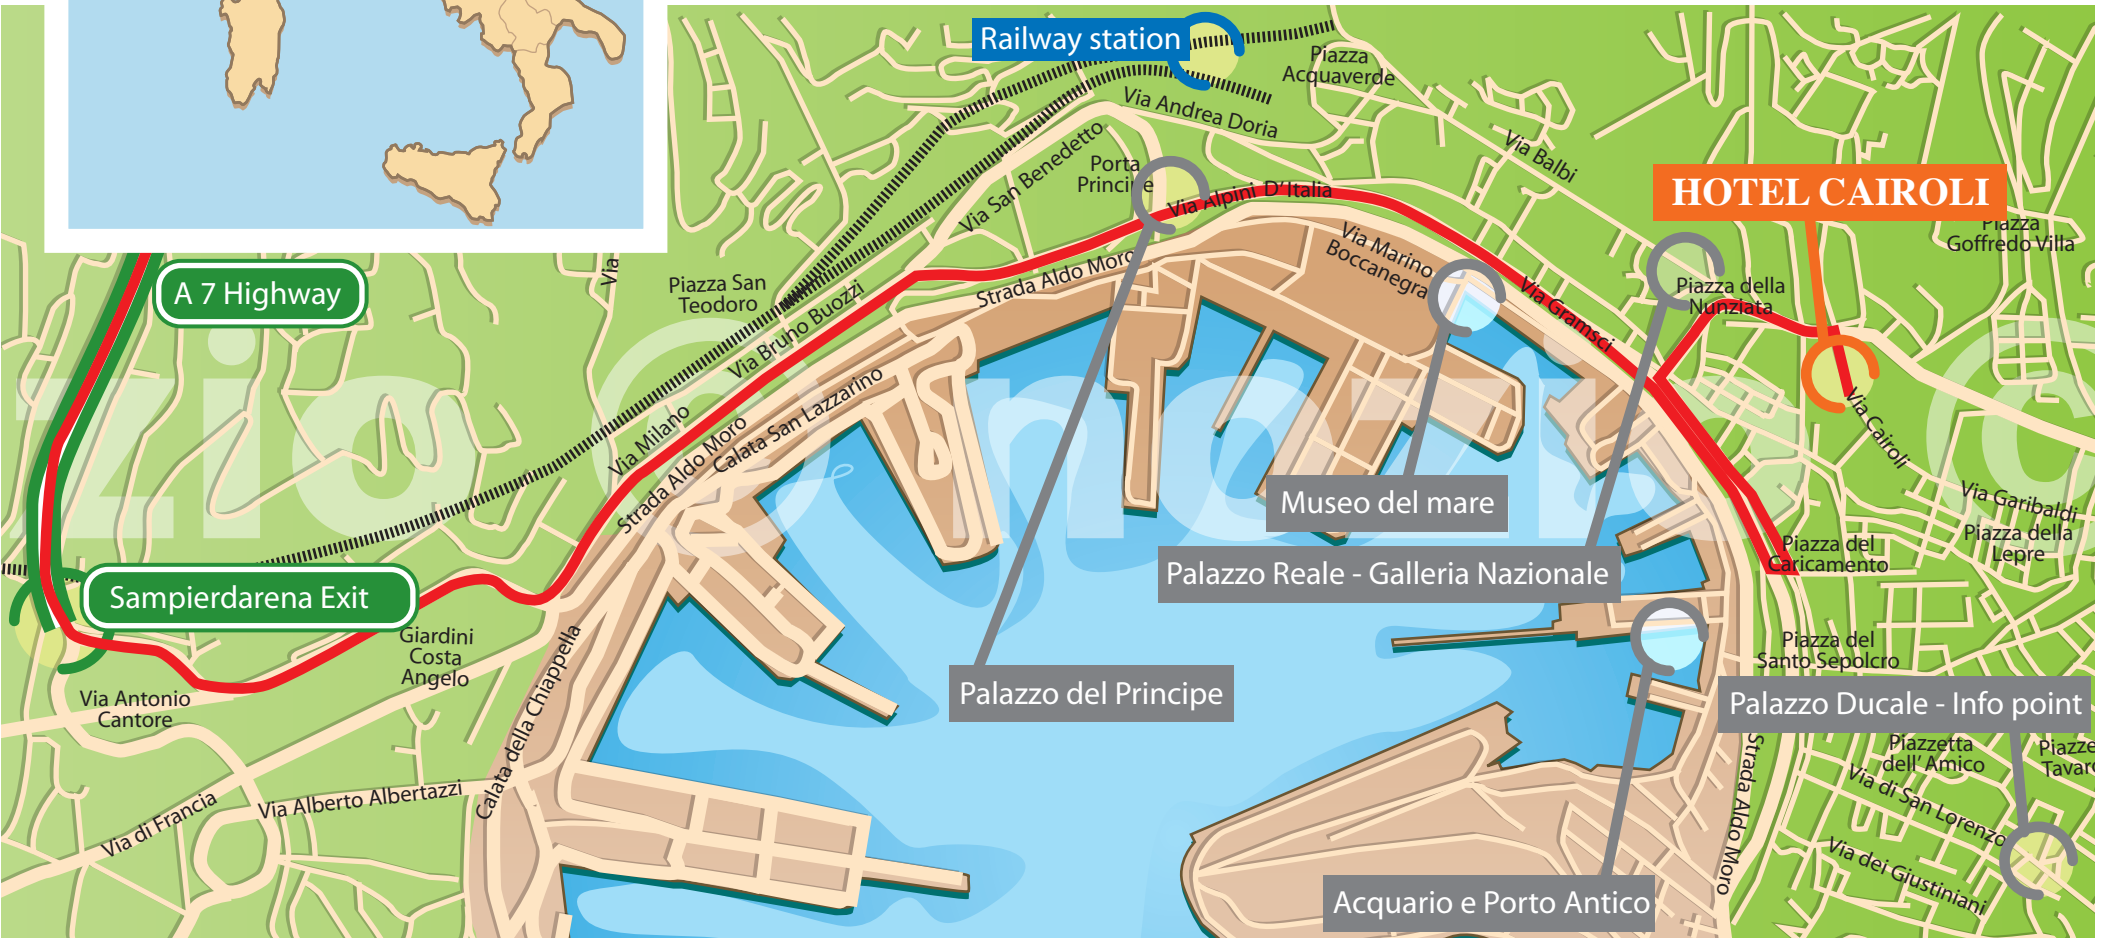 Railway station
Piazza
Acquaverde
Via Andrea Doria
Via San Benedetto
Porta
Principe
Via Alpini D'Italia
Via Balbi
HOTEL CAIROLI
Piazza
Goffredo Villa
A 7 Highway
Via
Piazza San
Teodoro
Via Bruno Buozzi
Strada Aldo Moro
Via Marino
Boccanegra
Via Gramsci
Piazza della
Nunziata
Via Milano
Strada Aldo Moro
Calata San Lazzarino
Via Cairoli
Via Garibaldi
Piazza della
Lepre
Museo del mare
Palazzo Reale - Galleria Nazionale
Piazza del
Caricamento
Sampierdarena Exit
Giardini
Costa
Angelo
Via Antonio
Cantore
Calata della Chiappella
Palazzo del Principe
Piazza del
Santo Sepolcro
Palazzo Ducale - Info point
Piazzetta
dell'Amico
Via di Francia
Via Alberto Albertazzi
Strada Aldo Moro
Via di San Lorenzo
Via dei Giustiniani
Acquario e Porto Antico